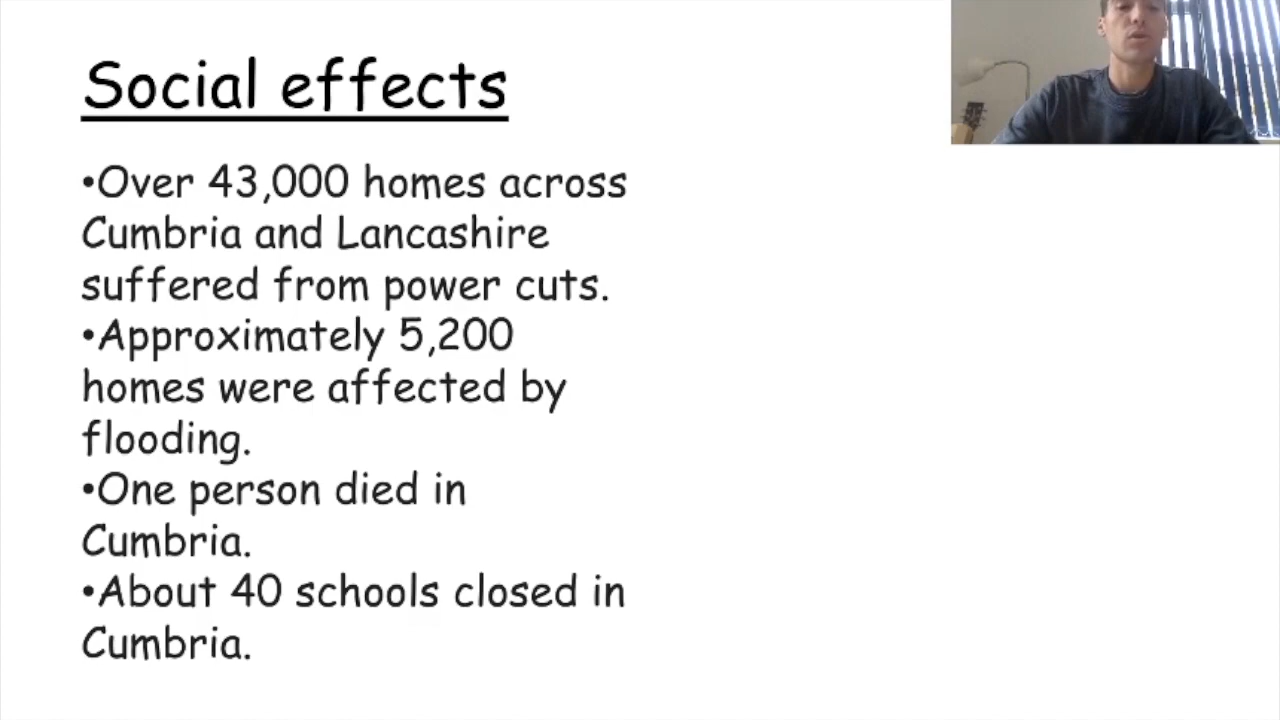 Social effects
•Over 43,000 homes across
Cumbria and Lancashire
suffered from power cuts.
•Approximately 5,200
homes were affected by
flooding.
•One person died in
Cumbria.
•About 40 schools closed in
Cumbria.